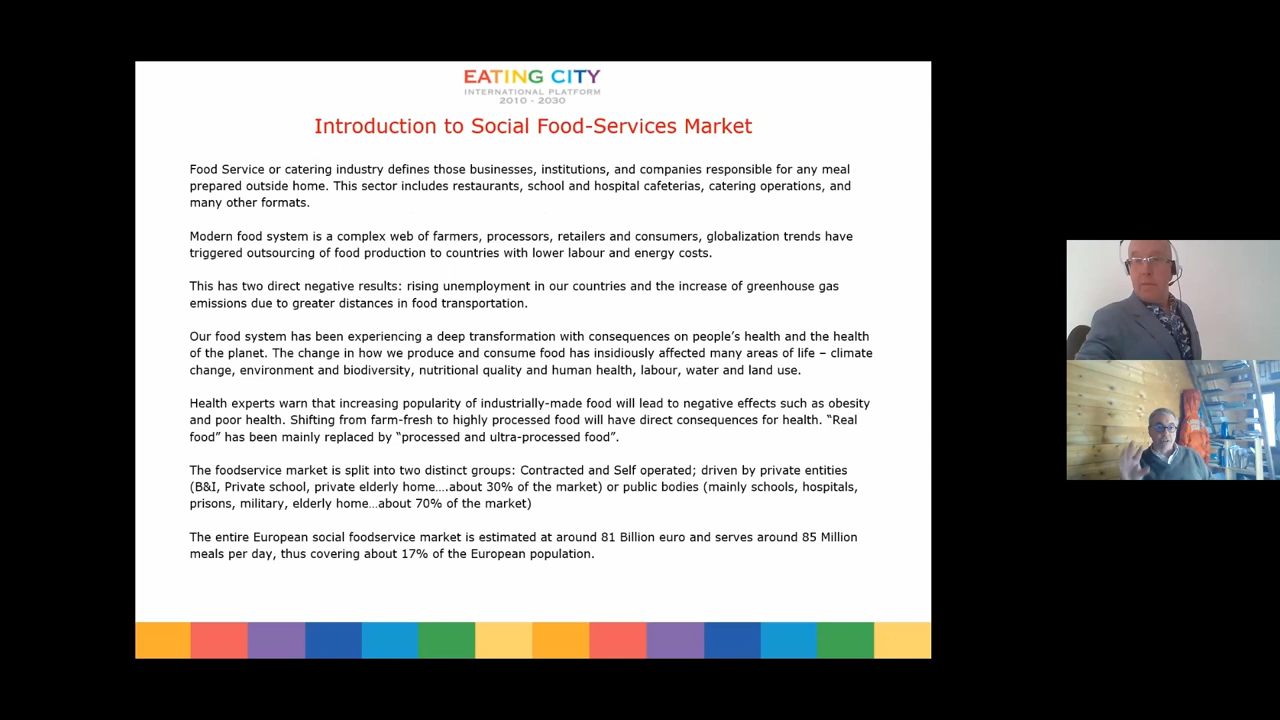 EATING CITY
INTERNATIONAL PLATFORM
2010 - 2030
Introduction to Social Food-Services Market
Food Service or catering industry defines those businesses, institutions, and companies responsible for any meal
prepared outside home. This sector includes restaurants, school and hospital cafeterias, catering operations, and
many other formats.
Modern food system is a complex web of farmers, processors, retailers and consumers, globalization trends have
triggered outsourcing of food production to countries with lower labour and energy costs.
This has two direct negative results: rising unemployment in our countries and the increase of greenhouse gas
emissions due to greater distances in food transportation.
Our food system has been experiencing a deep transformation with consequences on people’s health and the health
of the planet. The change in how we produce and consume food has insidiously affected many areas of life – climate
change, environment and biodiversity, nutritional quality and human health, labour, water and land use.
Health experts warn that increasing popularity of industrially-made food will lead to negative effects such as obesity
and poor health. Shifting from farm-fresh to highly processed food will have direct consequences for health. “Real
food” has been mainly replaced by “processed and ultra-processed food”.
The foodservice market is split into two distinct groups: Contracted and Self operated; driven by private entities
(B&I, Private school, private elderly home….about 30% of the market) or public bodies (mainly schools, hospitals,
prisons, military, elderly home…about 70% of the market)
The entire European social foodservice market is estimated at around 81 Billion euro and serves around 85 Million
meals per day, thus covering about 17% of the European population.